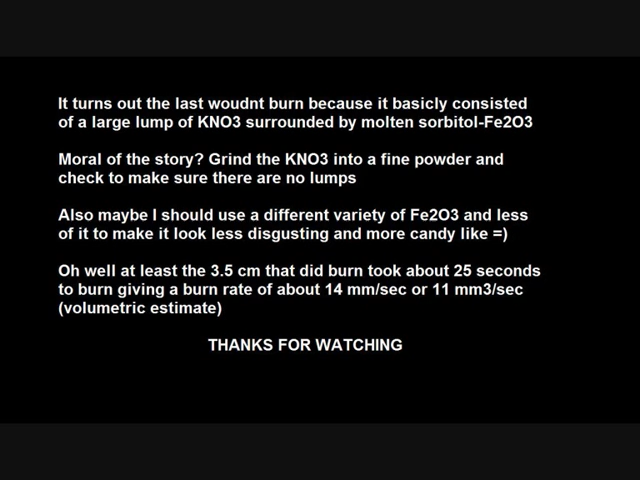 It turns out the last woudnt burn because it basicly consisted
of a large lump of KNO3 surrounded by molten sorbitol-Fe2O3
Moral of the story? Grind the KNO3 into a fine powder and
check to make sure there are no lumps
Also maybe I should use a different variety of Fe2O3 and less
of it to make it look less disgusting and more candy like =)
Oh well at least the 3.5 cm that did burn took about 25 seconds
to burn giving a burn rate of about 14 mm/sec or 11 mm3/sec
(volumetric estimate)
THANKS FOR WATCHING